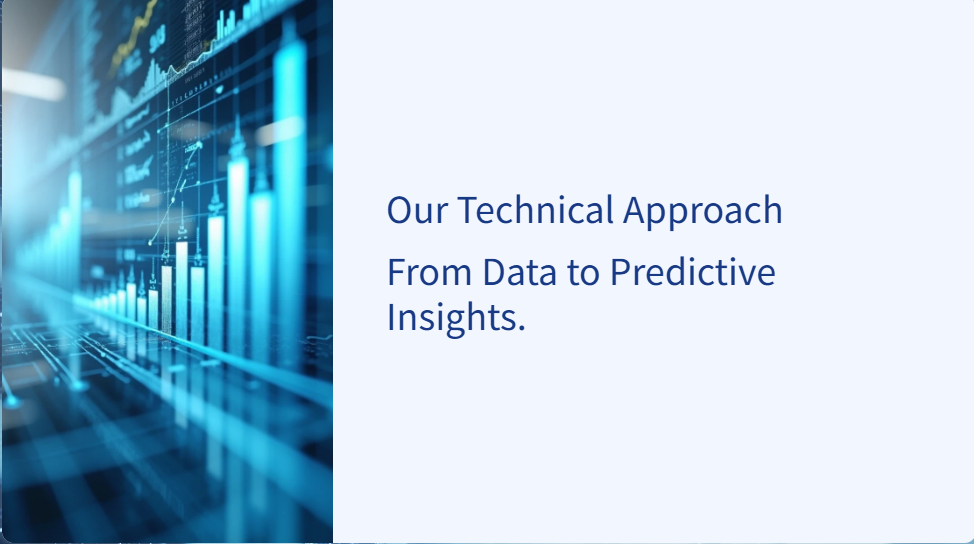 Our Technical Approach
From Data to Predictive
Insights.